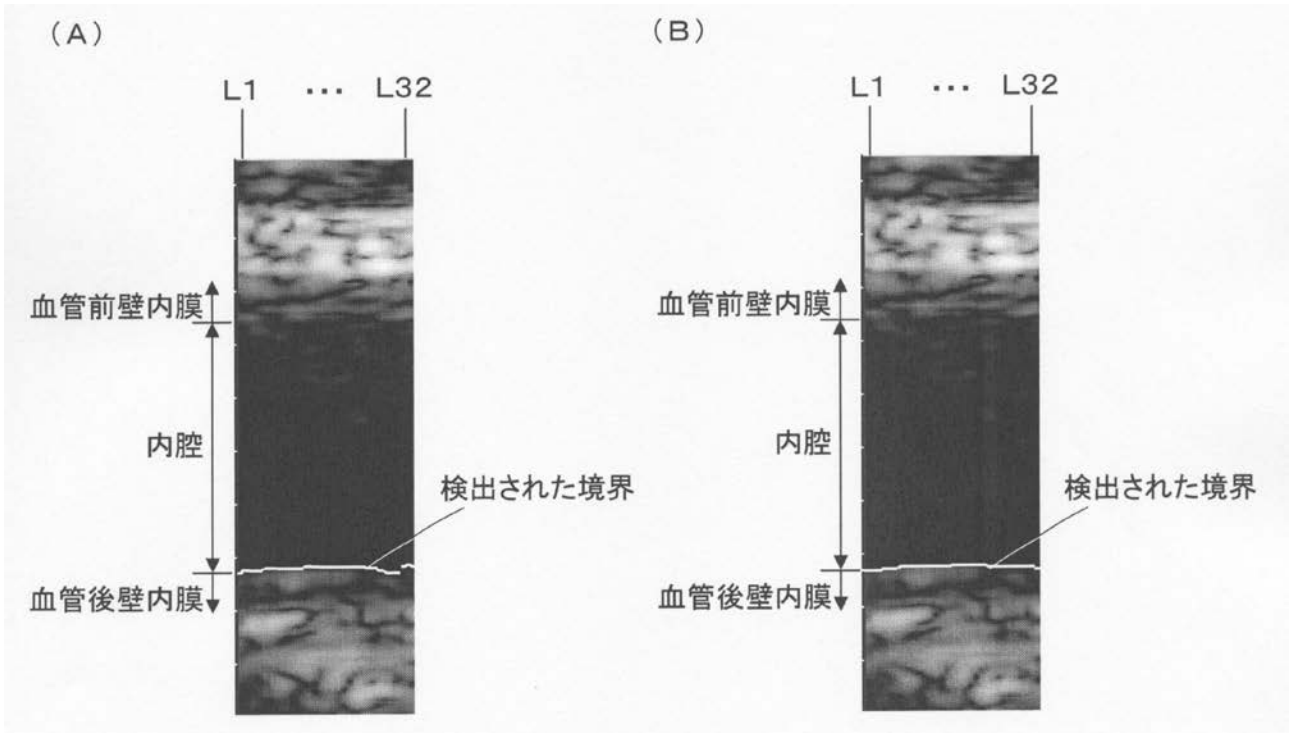 (A)
L1 ... L32
血管前壁内膜
内腔
検出された境界
血管後壁内膜
(B)
L1 ... L32
血管前壁内膜
内腔
検出された境界
血管後壁内膜